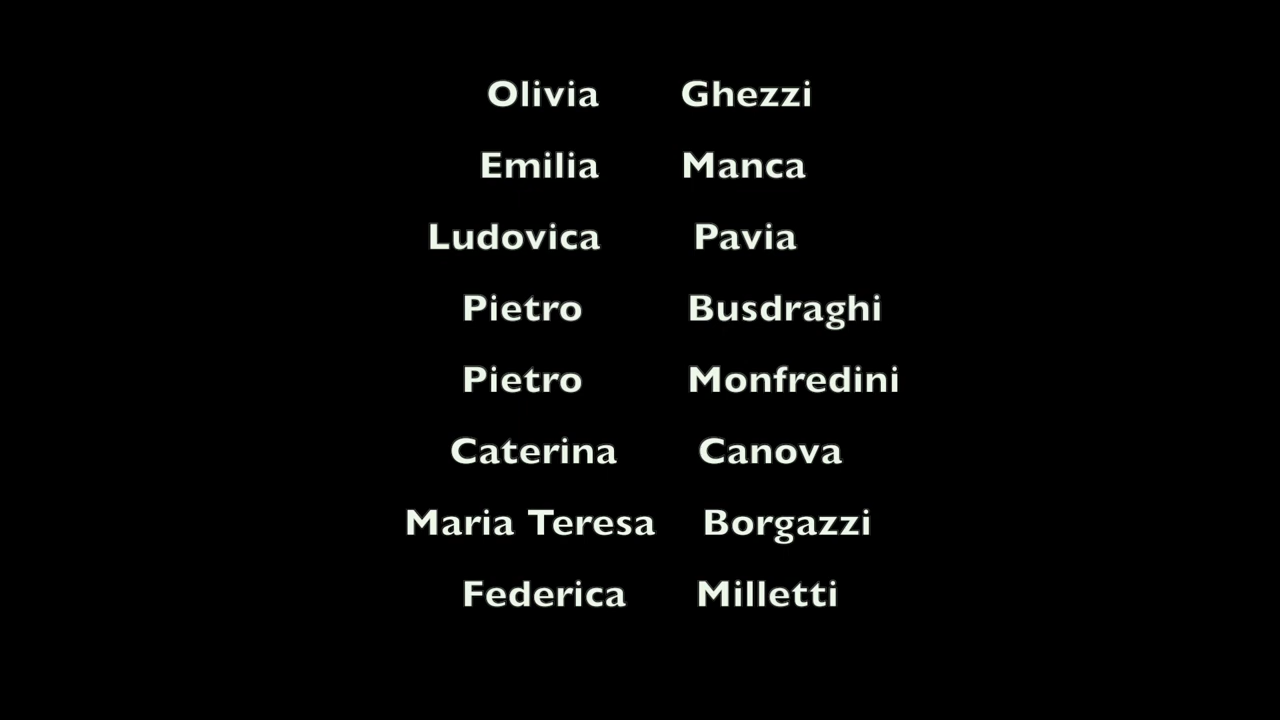 Olivia Ghezzi
Emilia Manca
Ludovica Pavia
Pietro Busdraghi
Pietro Monfredini
Caterina Canova
Maria Teresa Borgazzi
Federica Milletti